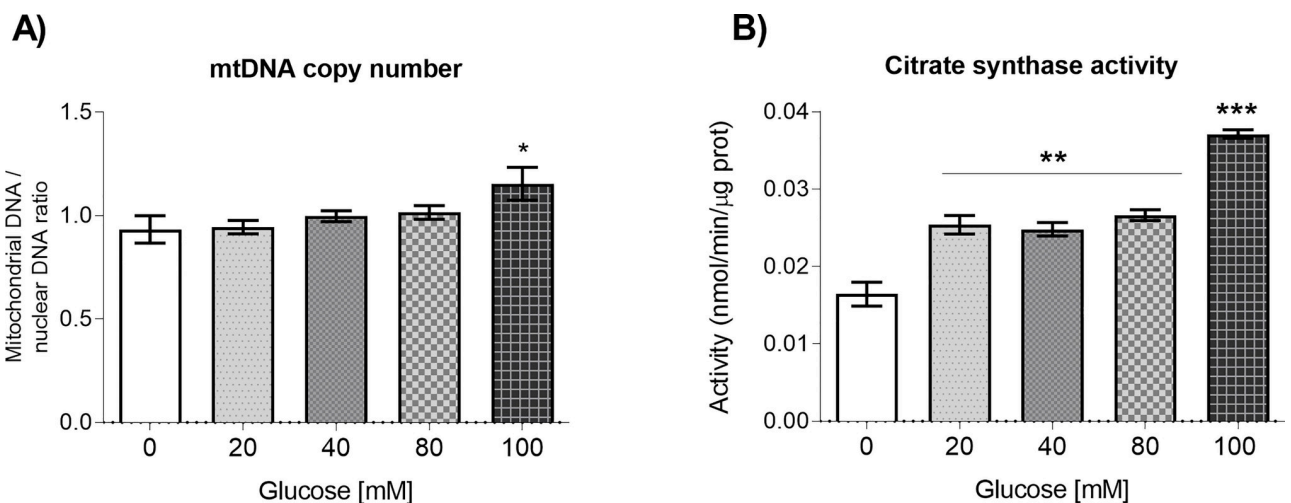 A)
mtDNA copy number
Mitochondrial DNA /
nuclear DNA ratio
1.5
1.0
0.5
0.0
*
0 20 40 80 100
Glucose [mM]
B)
Citrate synthase activity
Activity (nmol/min/μg prot)
0.04
0.03
0.02
0.01
0.00
**
***
0 20 40 80 100
Glucose [mM]